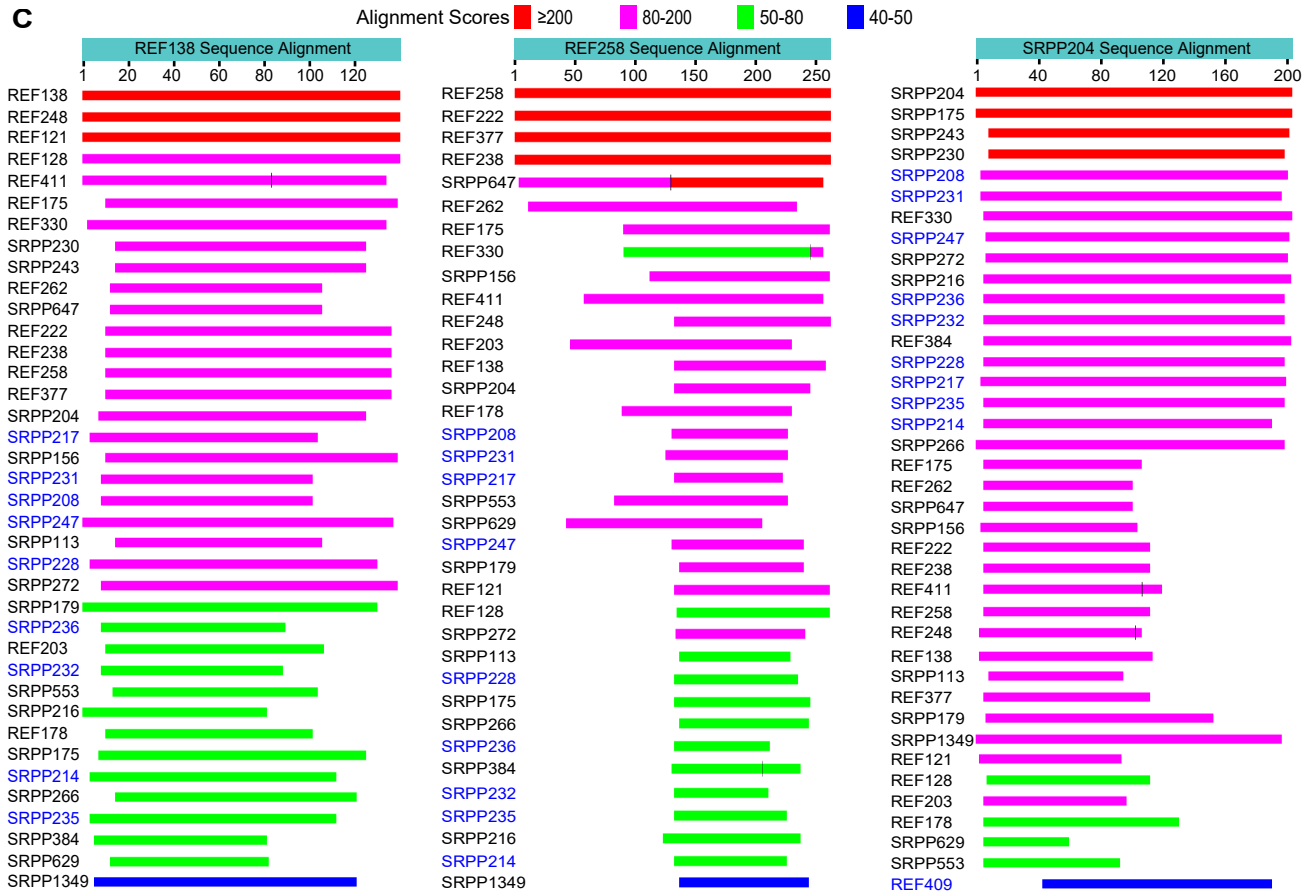 C
Alignment Scores ≥200 80-200 50-80 40-50
REF138 Sequence Alignment
1 20 40 60 80 100 120
REF138
REF248
REF121
REF128
REF411
REF175
REF330
SRPP230
SRPP243
REF262
SRPP647
REF222
REF238
REF258
REF377
SRPP204
SRPP217
SRPP156
SRPP231
SRPP208
SRPP247
SRPP113
SRPP228
SRPP272
SRPP179
SRPP236
REF203
SRPP232
SRPP553
SRPP216
REF178
SRPP175
SRPP214
SRPP266
SRPP235
SRPP384
SRPP629
SRPP1349
REF258 Sequence Alignment
1 50 100 150 200 250
REF258
REF222
REF377
REF238
SRPP647
REF262
REF175
REF330
SRPP156
REF411
REF248
REF203
REF138
SRPP204
REF178
SRPP208
SRPP231
SRPP217
SRPP553
SRPP629
SRPP247
SRPP179
REF121
REF128
SRPP272
SRPP113
SRPP228
SRPP175
SRPP266
SRPP236
SRPP384
SRPP232
SRPP235
SRPP216
SRPP214
SRPP1349
SRPP204 Sequence Alignment
1 40 80 120 160 200
SRPP204
SRPP175
SRPP243
SRPP230
SRPP208
SRPP231
REF330
SRPP247
SRPP272
SRPP216
SRPP236
SRPP232
REF384
SRPP228
SRPP217
SRPP235
SRPP214
SRPP266
REF175
REF262
SRPP647
SRPP156
REF222
REF238
REF411
REF258
REF248
REF138
SRPP113
REF377
SRPP179
SRPP1349
REF121
REF128
REF203
REF178
SRPP629
SRPP553
REF409